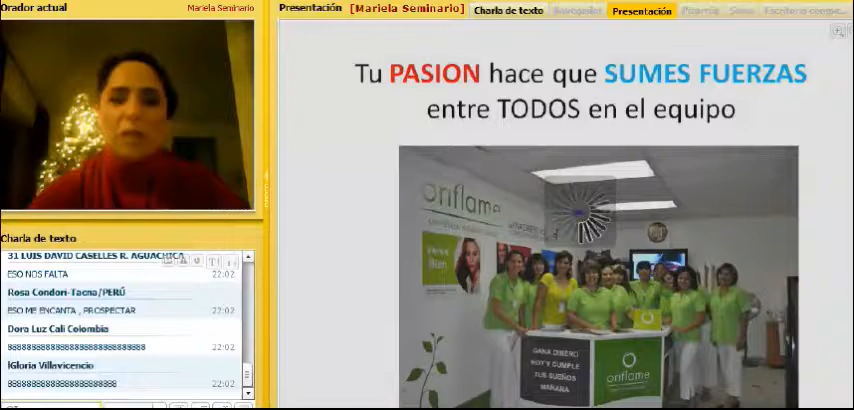 Orador actual
Mariela Seminario
Presentación [Mariela Seminario]
Charla de texto
Presentación
Tu PASION hace que SUMES FUERZAS
entre TODOS en el equipo
oriflame
GANA DINERO
HOY Y CUMPLE
TUS SUEÑOS
MAÑANA
oriflame
Charla de texto
31 LUIS DAVID CASELLES R. AGUACHICA
ESO NOS FALTA 22:02
Rosa Condori-Tacna/PERÚ
ESO ME ENCANTA , PROSPECTAR 22:02
Dora Luz Cali Colombia
22:02
lGloria Villavicencio
22:02